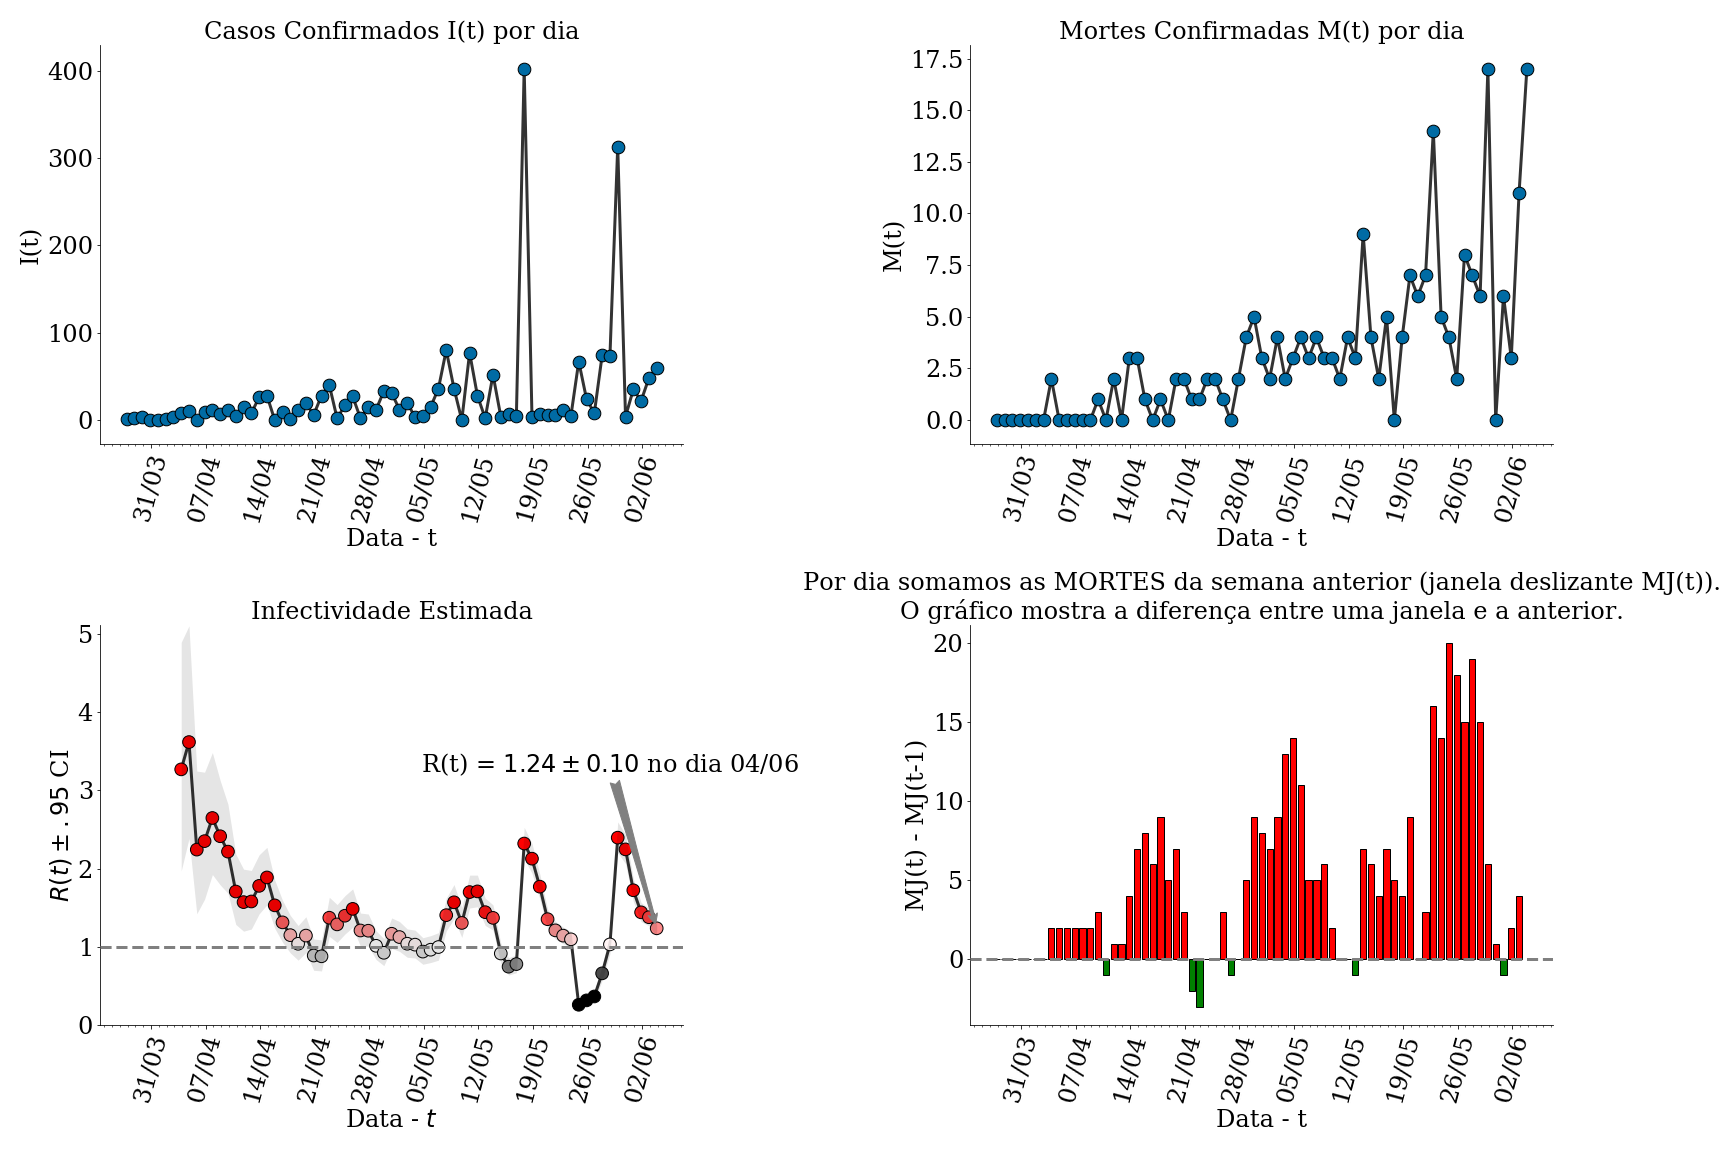 Casos Confirmados I(t) por dia
I(t)
400
300
200
100
0
31/03 07/04 14/04 21/04 28/04 05/05 12/05 19/05 26/05 02/06
Data - t
Mortes Confirmadas M(t) por dia
M(t)
17.5
15.0
12.5
10.0
7.5
5.0
2.5
0.0
31/03 07/04 14/04 21/04 28/04 05/05 12/05 19/05 26/05 02/06
Data - t
Infectividade Estimada
R(t) ± .95 CI
5
4
3
2
1
0
R(t) = 1.24 ± 0.10 no dia 04/06
31/03 07/04 14/04 21/04 28/04 05/05 12/05 19/05 26/05 02/06
Data - t
Por dia somamos as MORTES da semana anterior (janela deslizante MJ(t)).
O gráfico mostra a diferença entre uma janela e a anterior.
MJ(t) - MJ(t-1)
20
15
10
5
0
31/03 07/04 14/04 21/04 28/04 05/05 12/05 19/05 26/05 02/06
Data - t